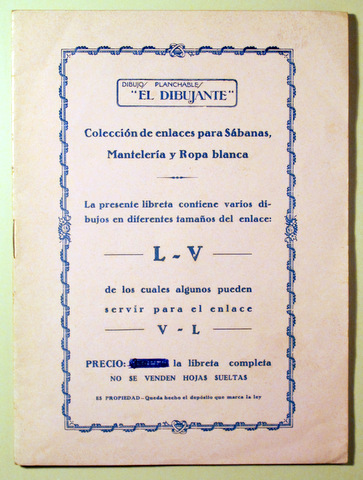 DIBUJOS PLANCHABLES
"EL DIBUJANTE"
Colección de enlaces para Sábanas,
Mantelería y Ropa blanca
La presente libreta contiene varios di-
bujos en diferentes tamaños del enlace:
L - V
de los cuales algunos pueden
servir para el enlace
V - L
PRECIO: la libreta completa
NO SE VENDEN HOJAS SUELTAS
ES PROPIEDAD - Queda hecho el depósito que marca la ley